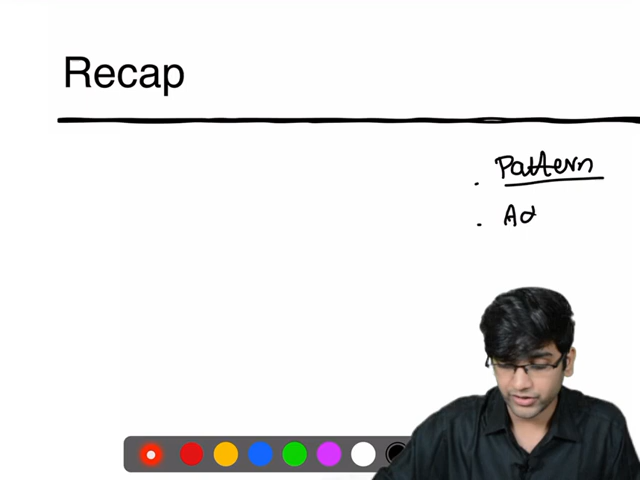 Recap
. Pattern
. Ad